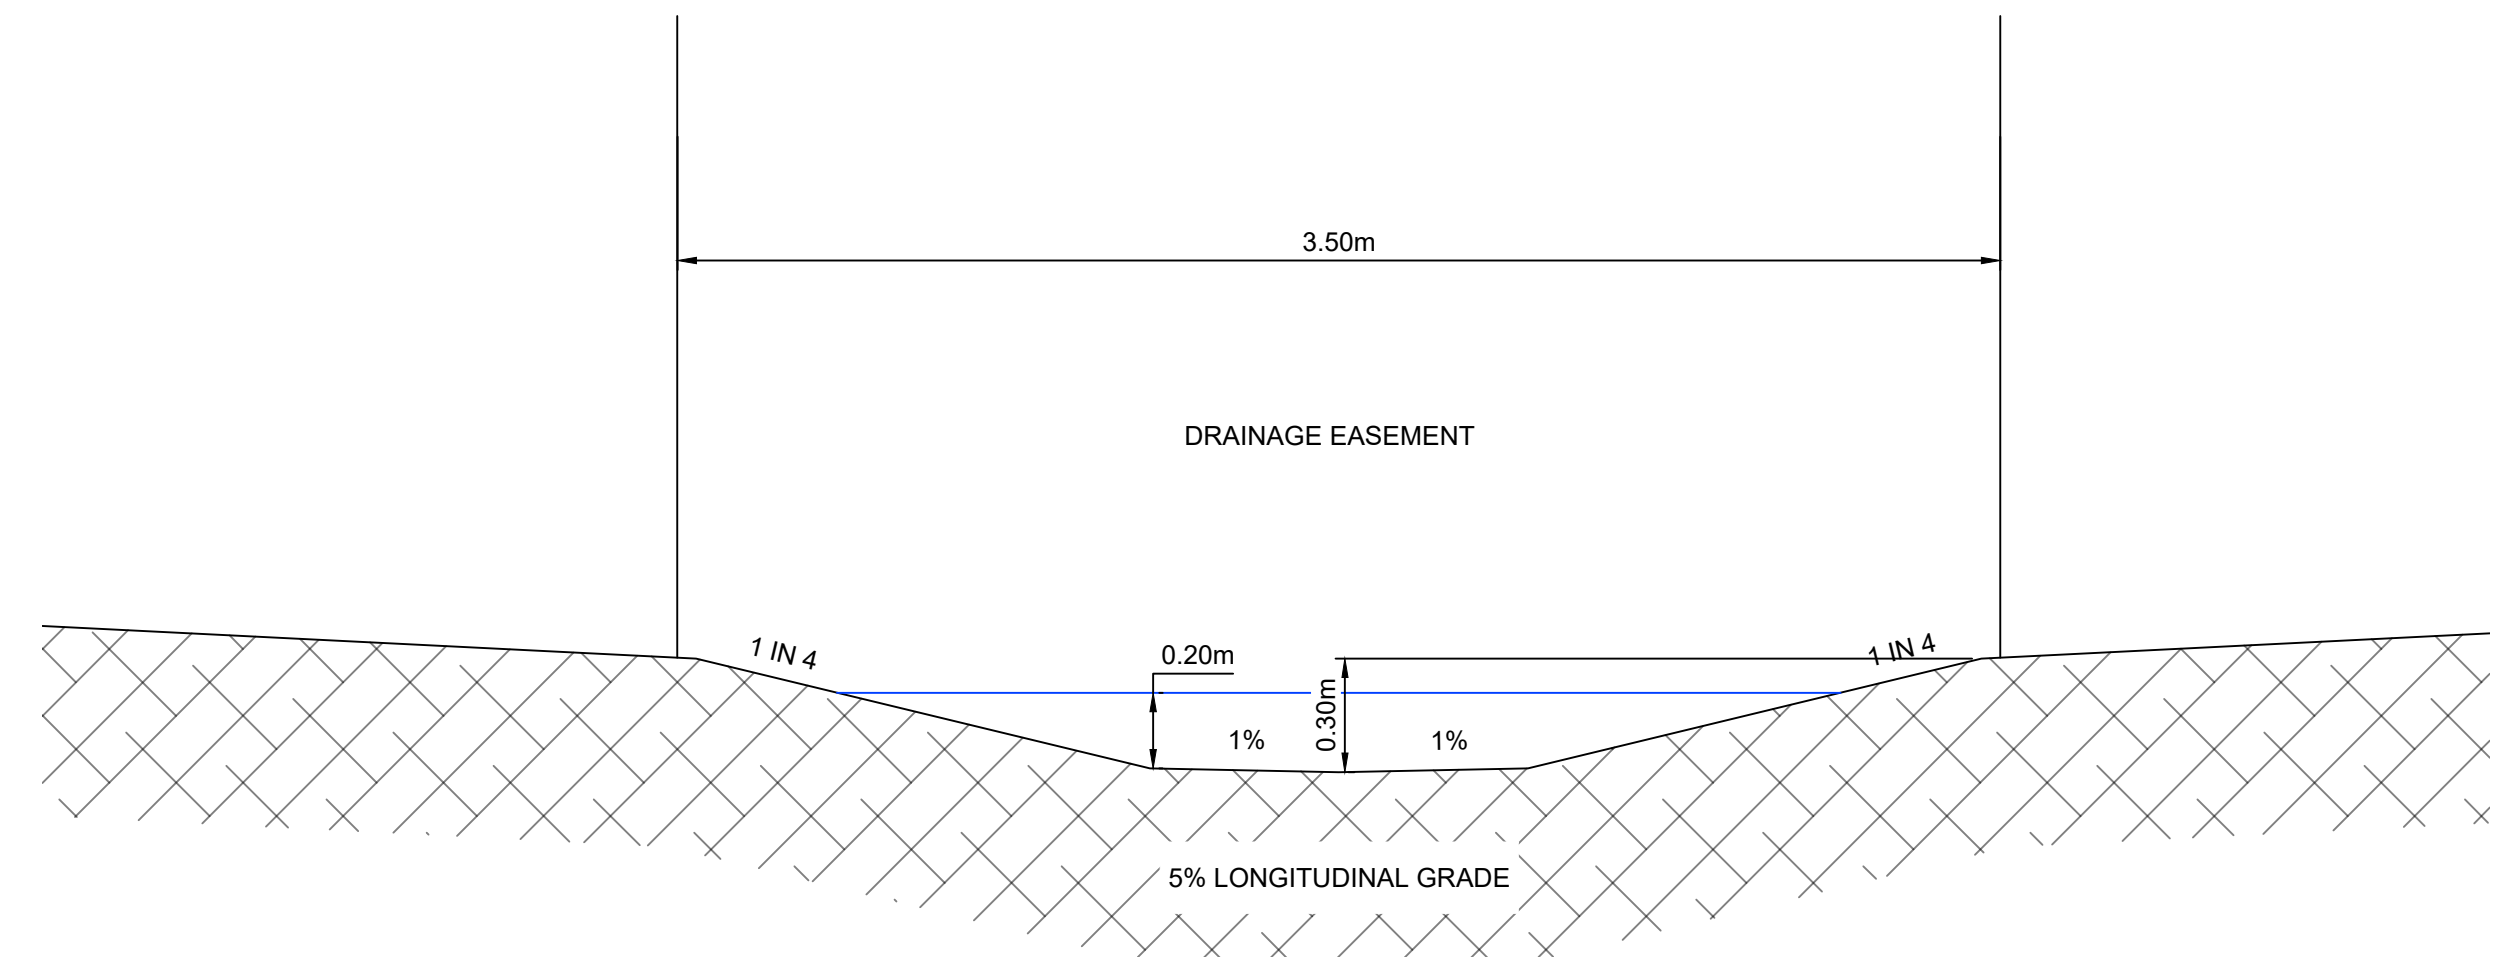 3.50m
DRAINAGE EASEMENT
1 IN 4
1 IN 4
0.20m
0.30m
1%
1%
5% LONGITUDINAL GRADE